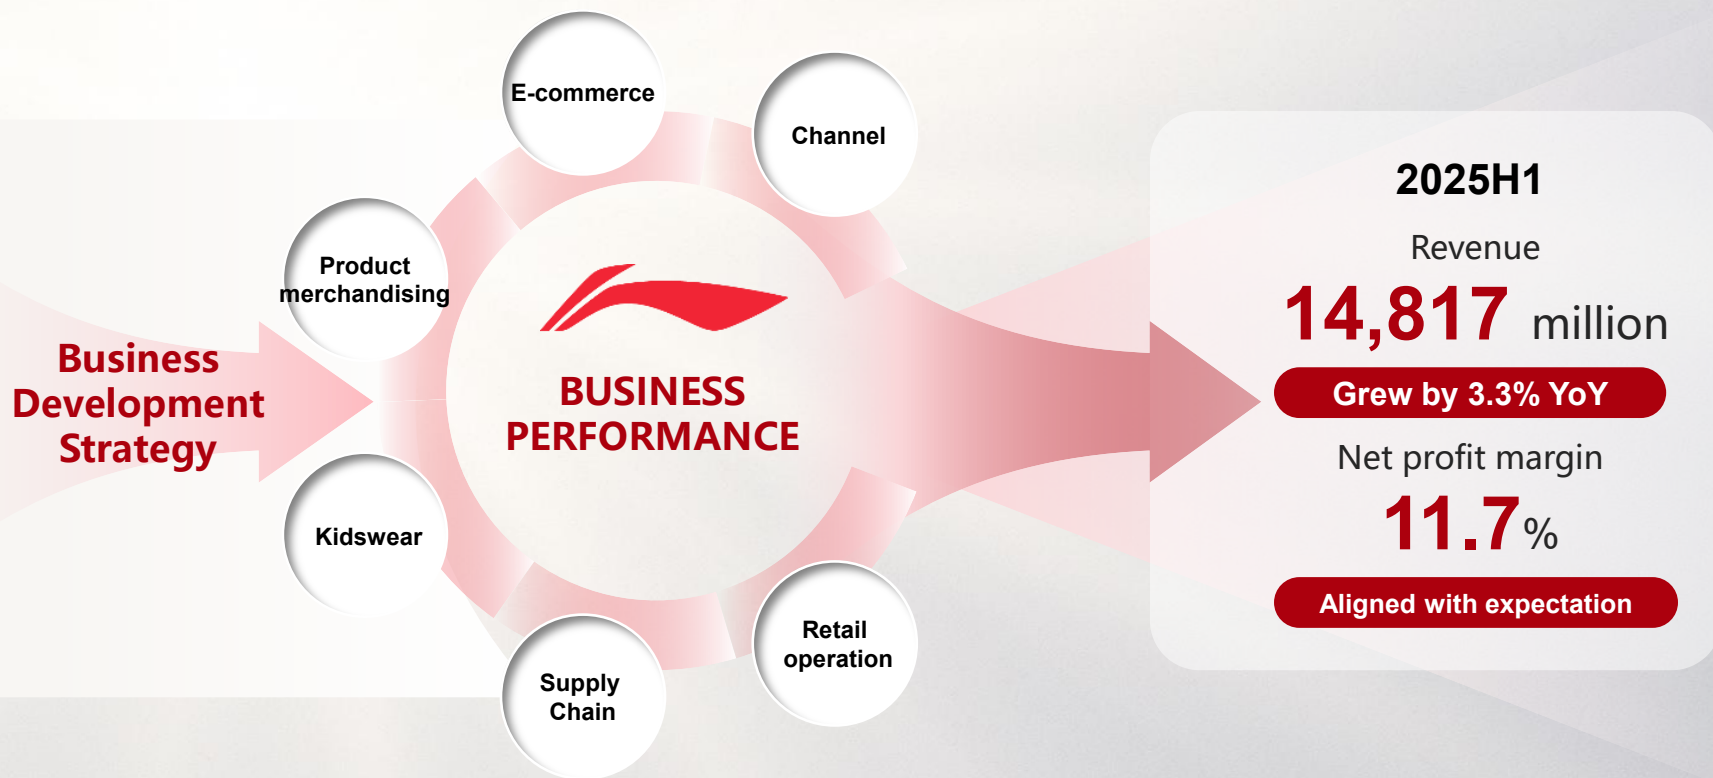 Business
Development
Strategy
E-commerce
Channel
Product
merchandising
Kidswear
Supply
Chain
Retail
operation
BUSINESS
PERFORMANCE
2025H1
Revenue
14,817 million
Grew by 3.3% YoY
Net profit margin
11.7%
Aligned with expectation